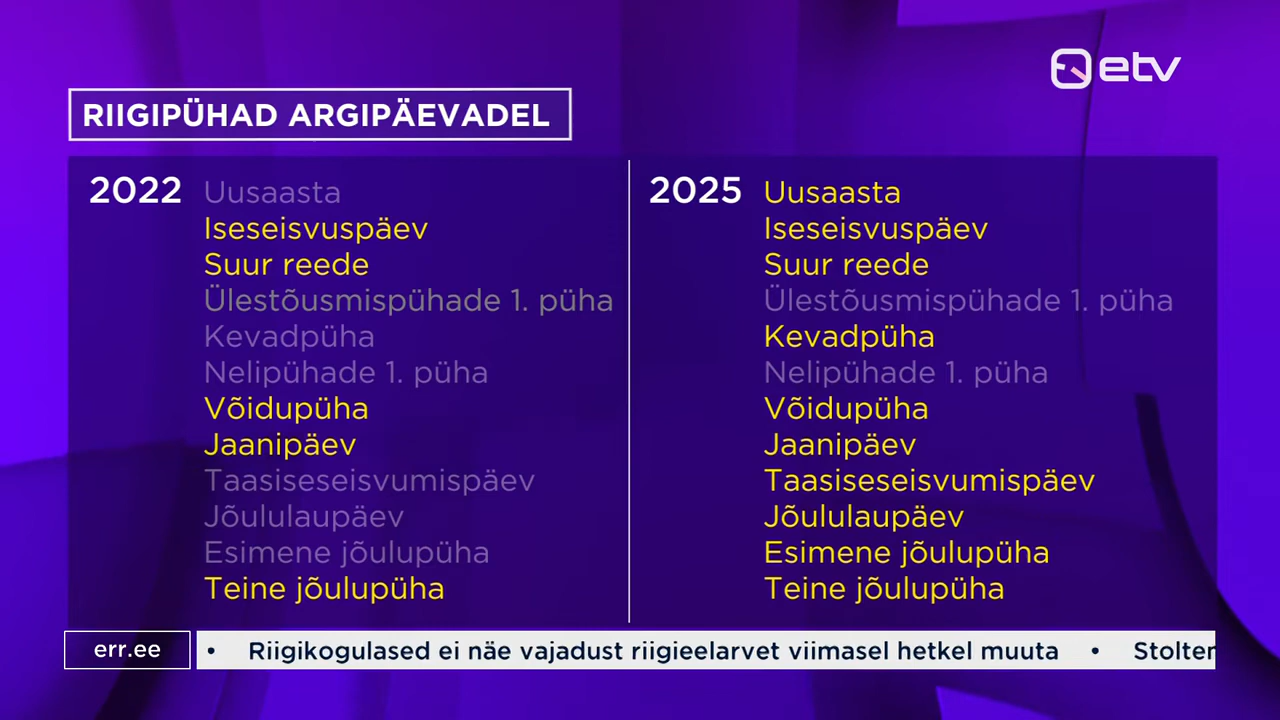 etv
RIIGIPÜHAD ARGIPÄEVADEL
2022
Uusaasta
Iseseisvuspäev
Suur reede
Ülestõusmispühade 1. püha
Kevadpüha
Nelipühade 1. püha
Võidupüha
Jaanipäev
Taasiseseisvumispäev
Jõululaupäev
Esimene jõulupüha
Teine jõulupüha
2025
Uusaasta
Iseseisvuspäev
Suur reede
Ülestõusmispühade 1. püha
Kevadpüha
Nelipühade 1. püha
Võidupüha
Jaanipäev
Taasiseseisvumispäev
Jõululaupäev
Esimene jõulupüha
Teine jõulupüha
err.ee
• Riigikogulased ei näe vajadust riigieelarvet viimasel hetkel muuta • Stolter